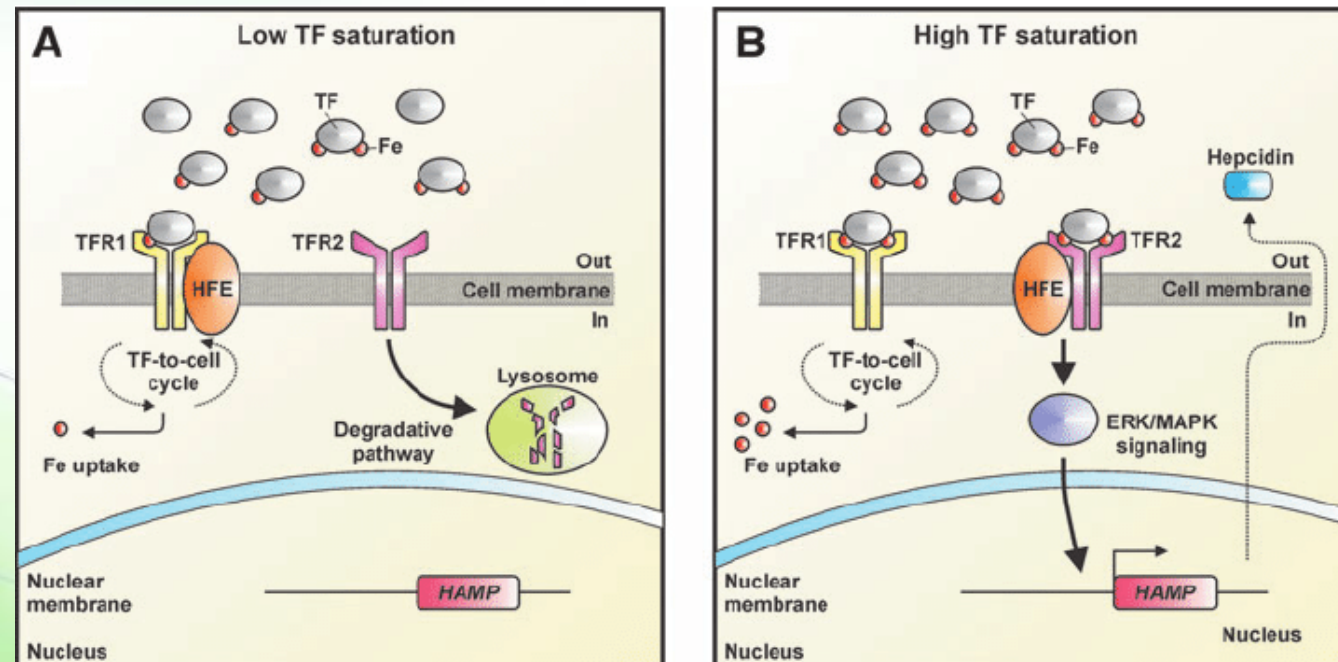 A
Low TF saturation
TF
Fe
TFR1
TFR2
HFE
Out
Cell membrane
In
TF-to-cell
cycle
Lysosome
Degradative
pathway
Fe uptake
Nuclear
membrane
HAMP
Nucleus
B
High TF saturation
TF
Fe
Hepcidin
TFR1
TFR2
HFE
Out
Cell membrane
In
TF-to-cell
cycle
ERK/MAPK
signaling
Fe uptake
Nuclear
membrane
HAMP
Nucleus
Nucleus